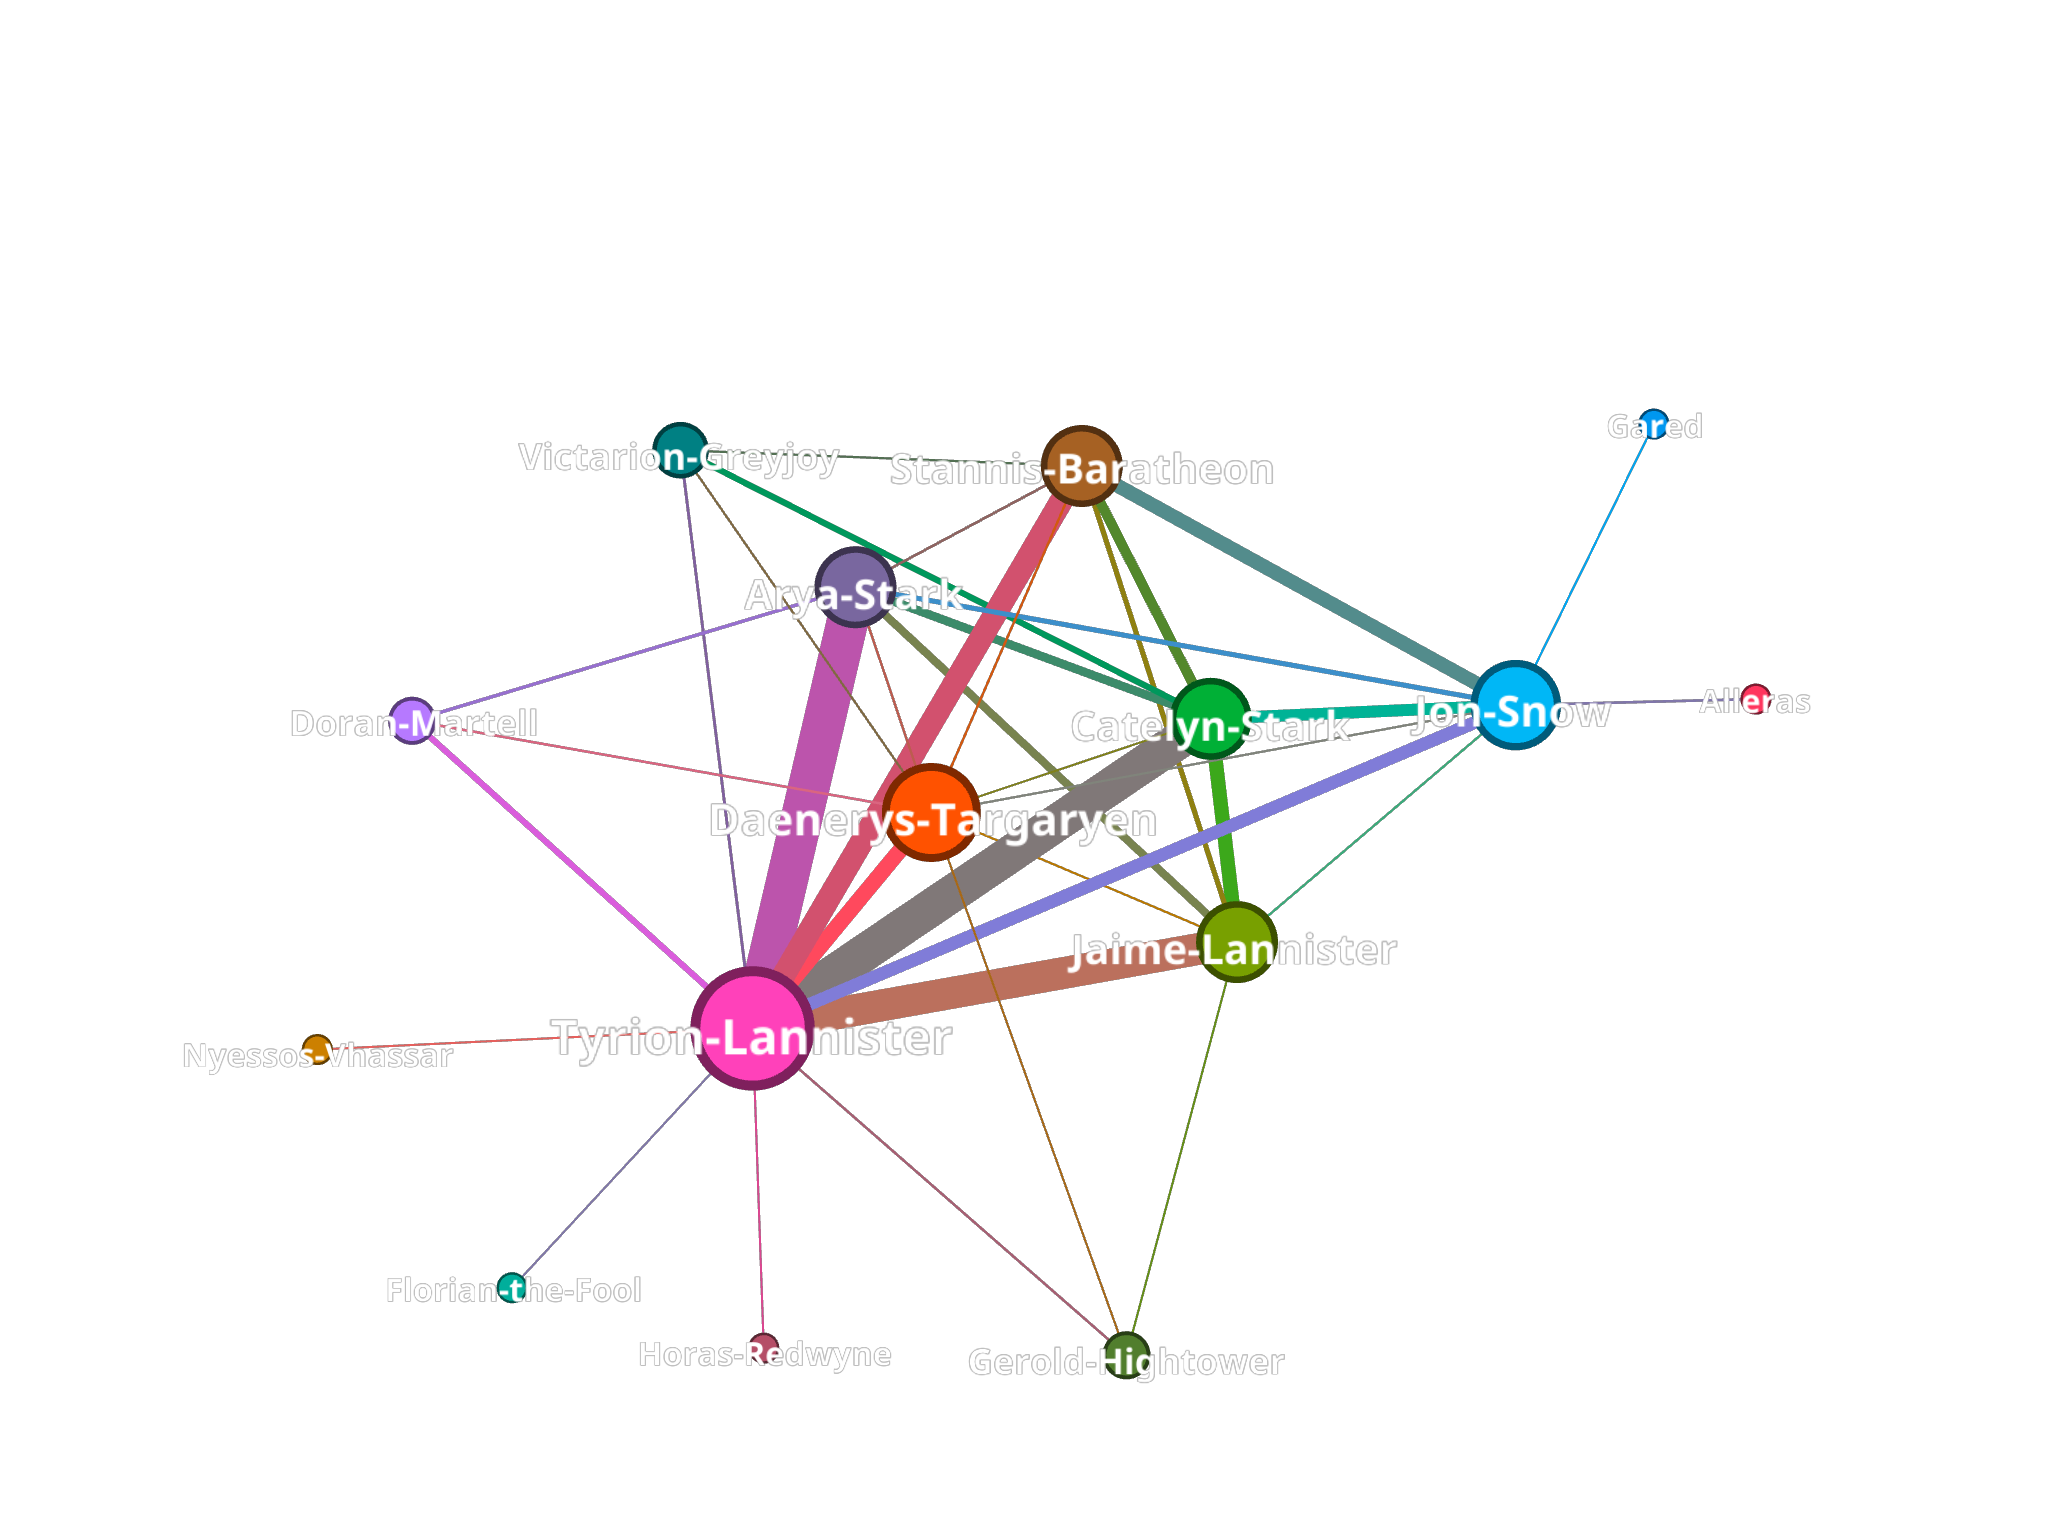 Gared
Victarion-Greyjoy
Stannis-Baratheon
Arya-Stark
Alleras
Jon-Snow
Doran-Martell
Catelyn-Stark
Daenerys-Targaryen
Jaime-Lannister
Tyrion-Lannister
Nyessos-Vhassar
Florian-the-Fool
Horas-Redwyne
Gerold-Hightower